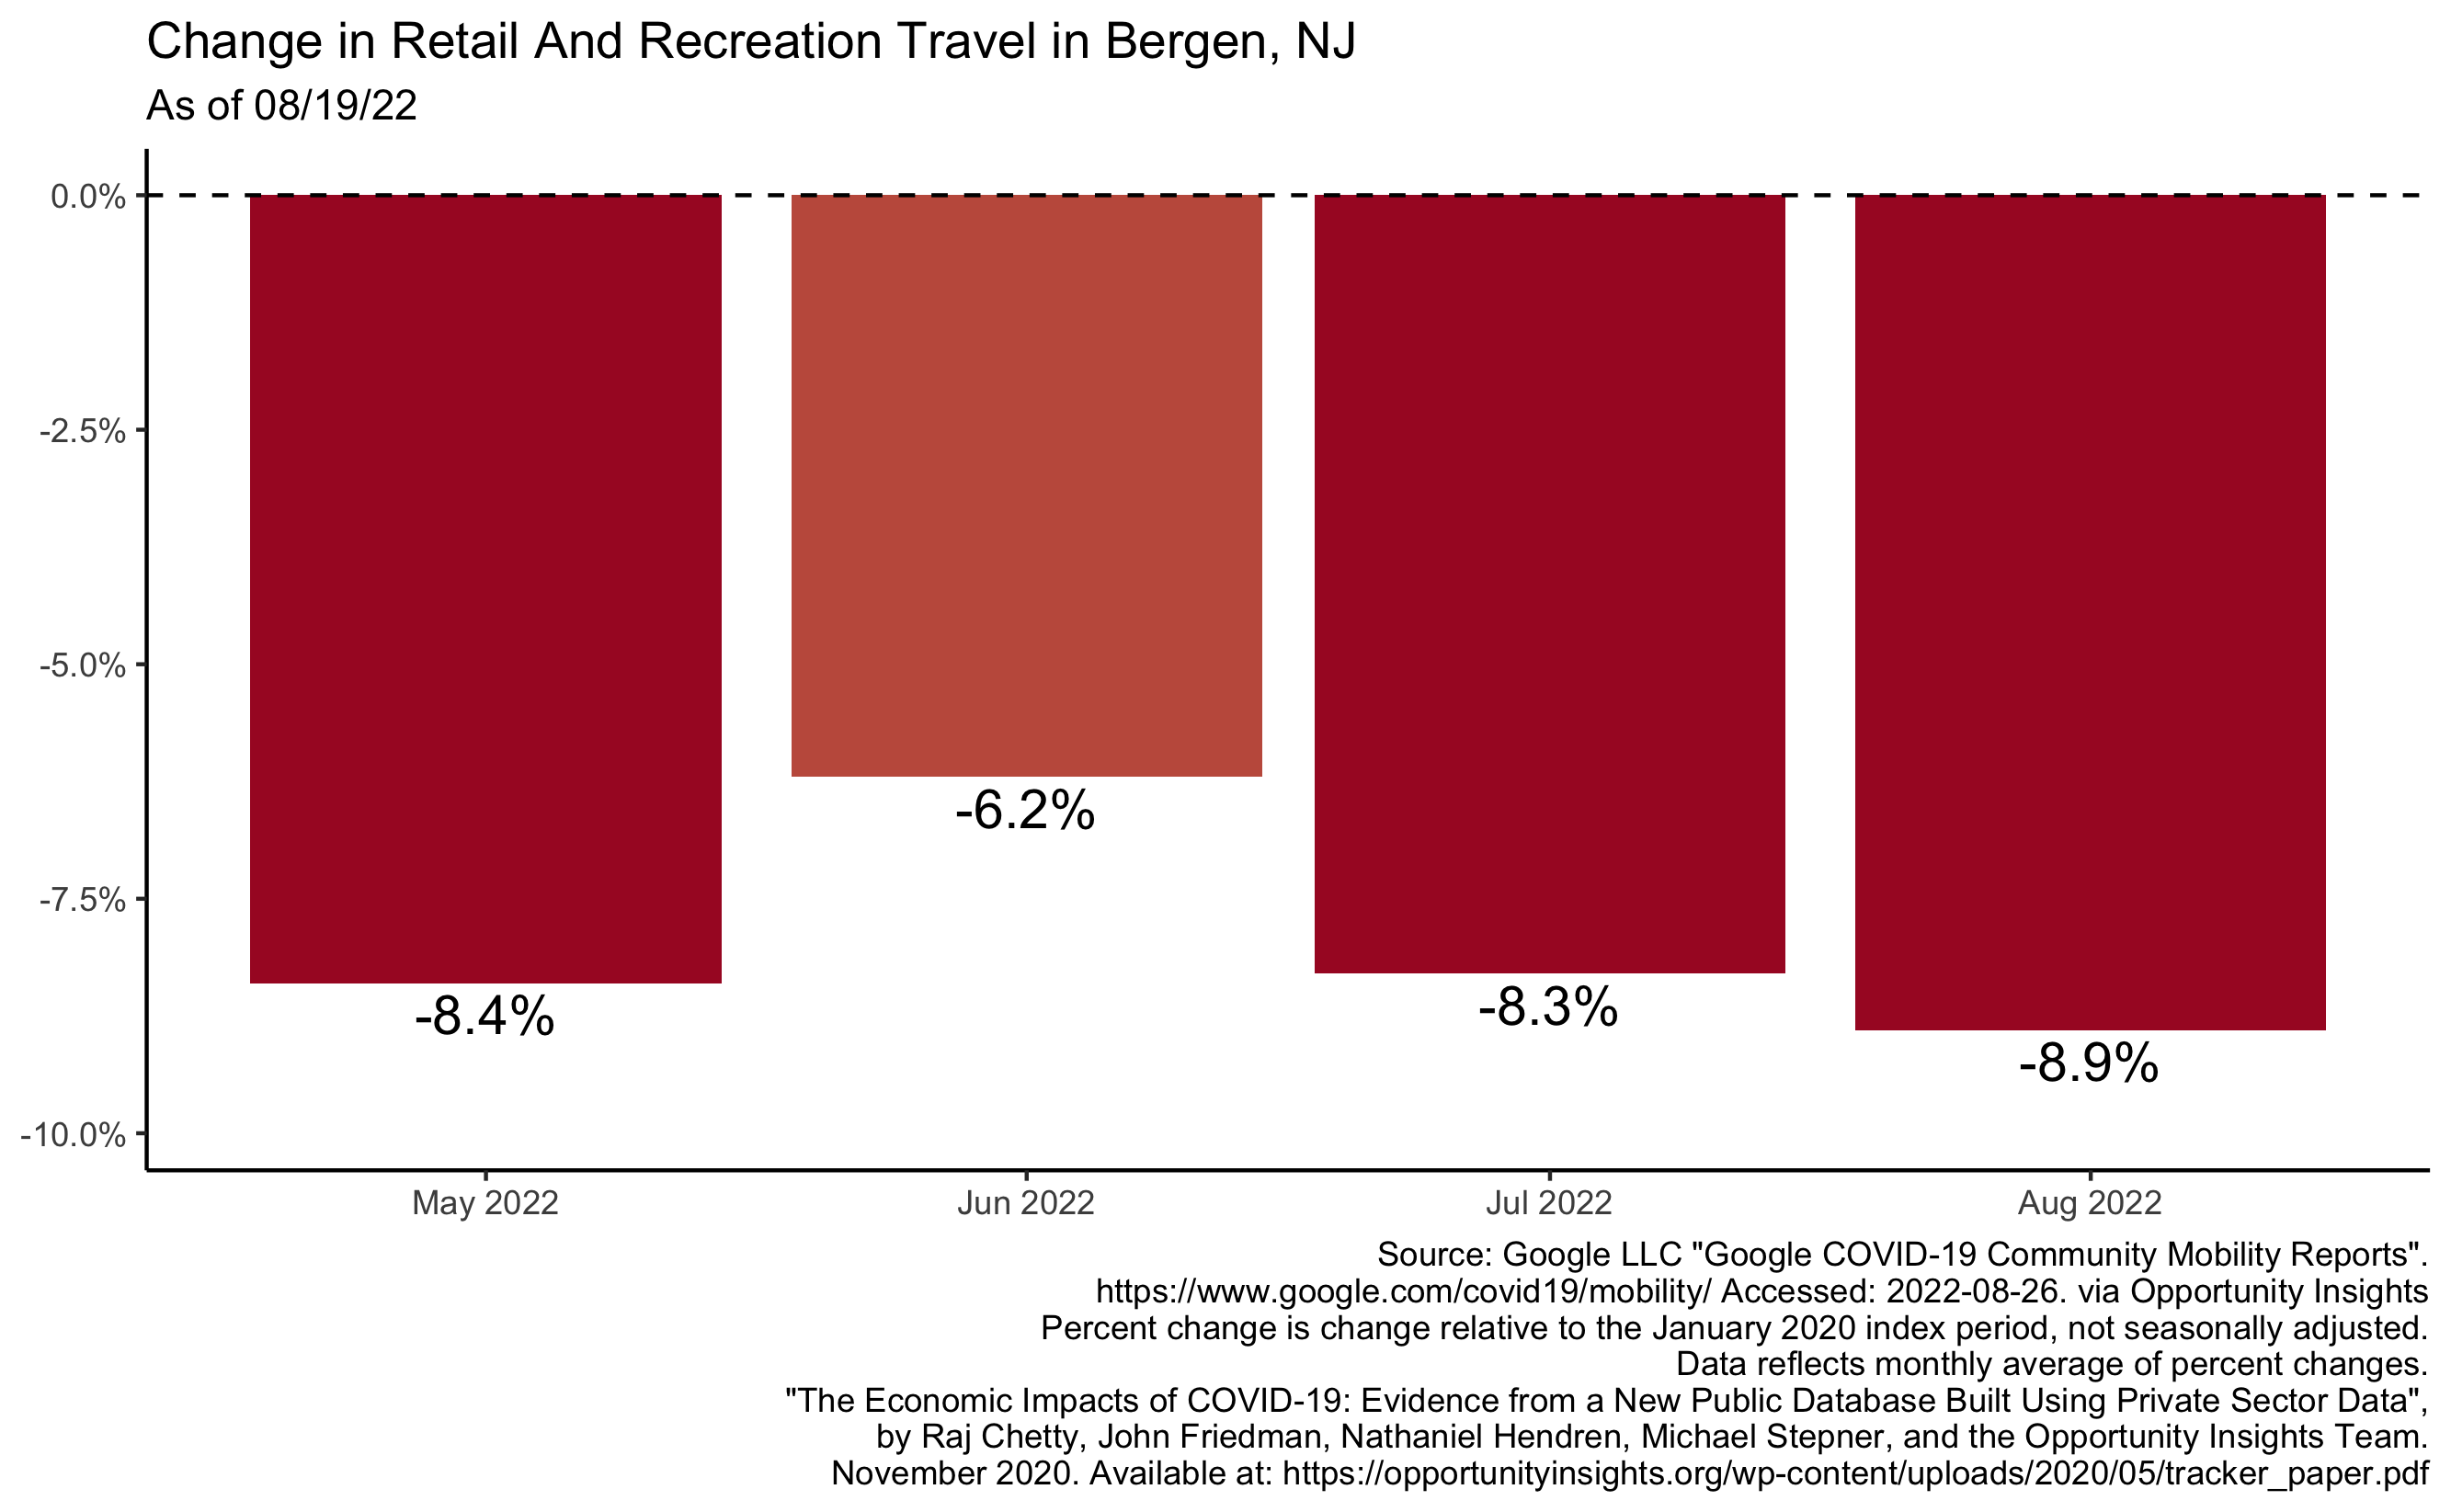 Change in Retail And Recreation Travel in Bergen, NJ
As of 08/19/22
0.0%
-2.5%
-5.0%
-7.5%
-10.0%
-8.4%
-6.2%
-8.3%
-8.9%
May 2022
Jun 2022
Jul 2022
Aug 2022
Source: Google LLC "Google COVID-19 Community Mobility Reports".
https://www.google.com/covid19/mobility/ Accessed: 2022-08-26. via Opportunity Insights
Percent change is change relative to the January 2020 index period, not seasonally adjusted.
Data reflects monthly average of percent changes.
"The Economic Impacts of COVID-19: Evidence from a New Public Database Built Using Private Sector Data",
by Raj Chetty, John Friedman, Nathaniel Hendren, Michael Stepner, and the Opportunity Insights Team.
November 2020. Available at: https://opportunityinsights.org/wp-content/uploads/2020/05/tracker_paper.pdf